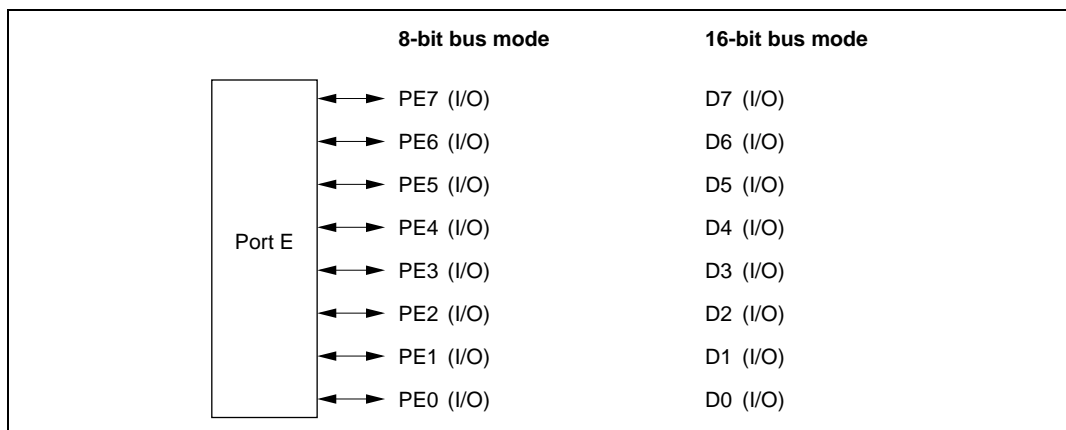 8-bit bus mode 16-bit bus mode
PE7 (I/O) D7 (I/O)
PE6 (I/O) D6 (I/O)
PE5 (I/O) D5 (I/O)
PE4 (I/O) D4 (I/O)
Port E
PE3 (I/O) D3 (I/O)
PE2 (I/O) D2 (I/O)
PE1 (I/O) D1 (I/O)
PE0 (I/O) D0 (I/O)